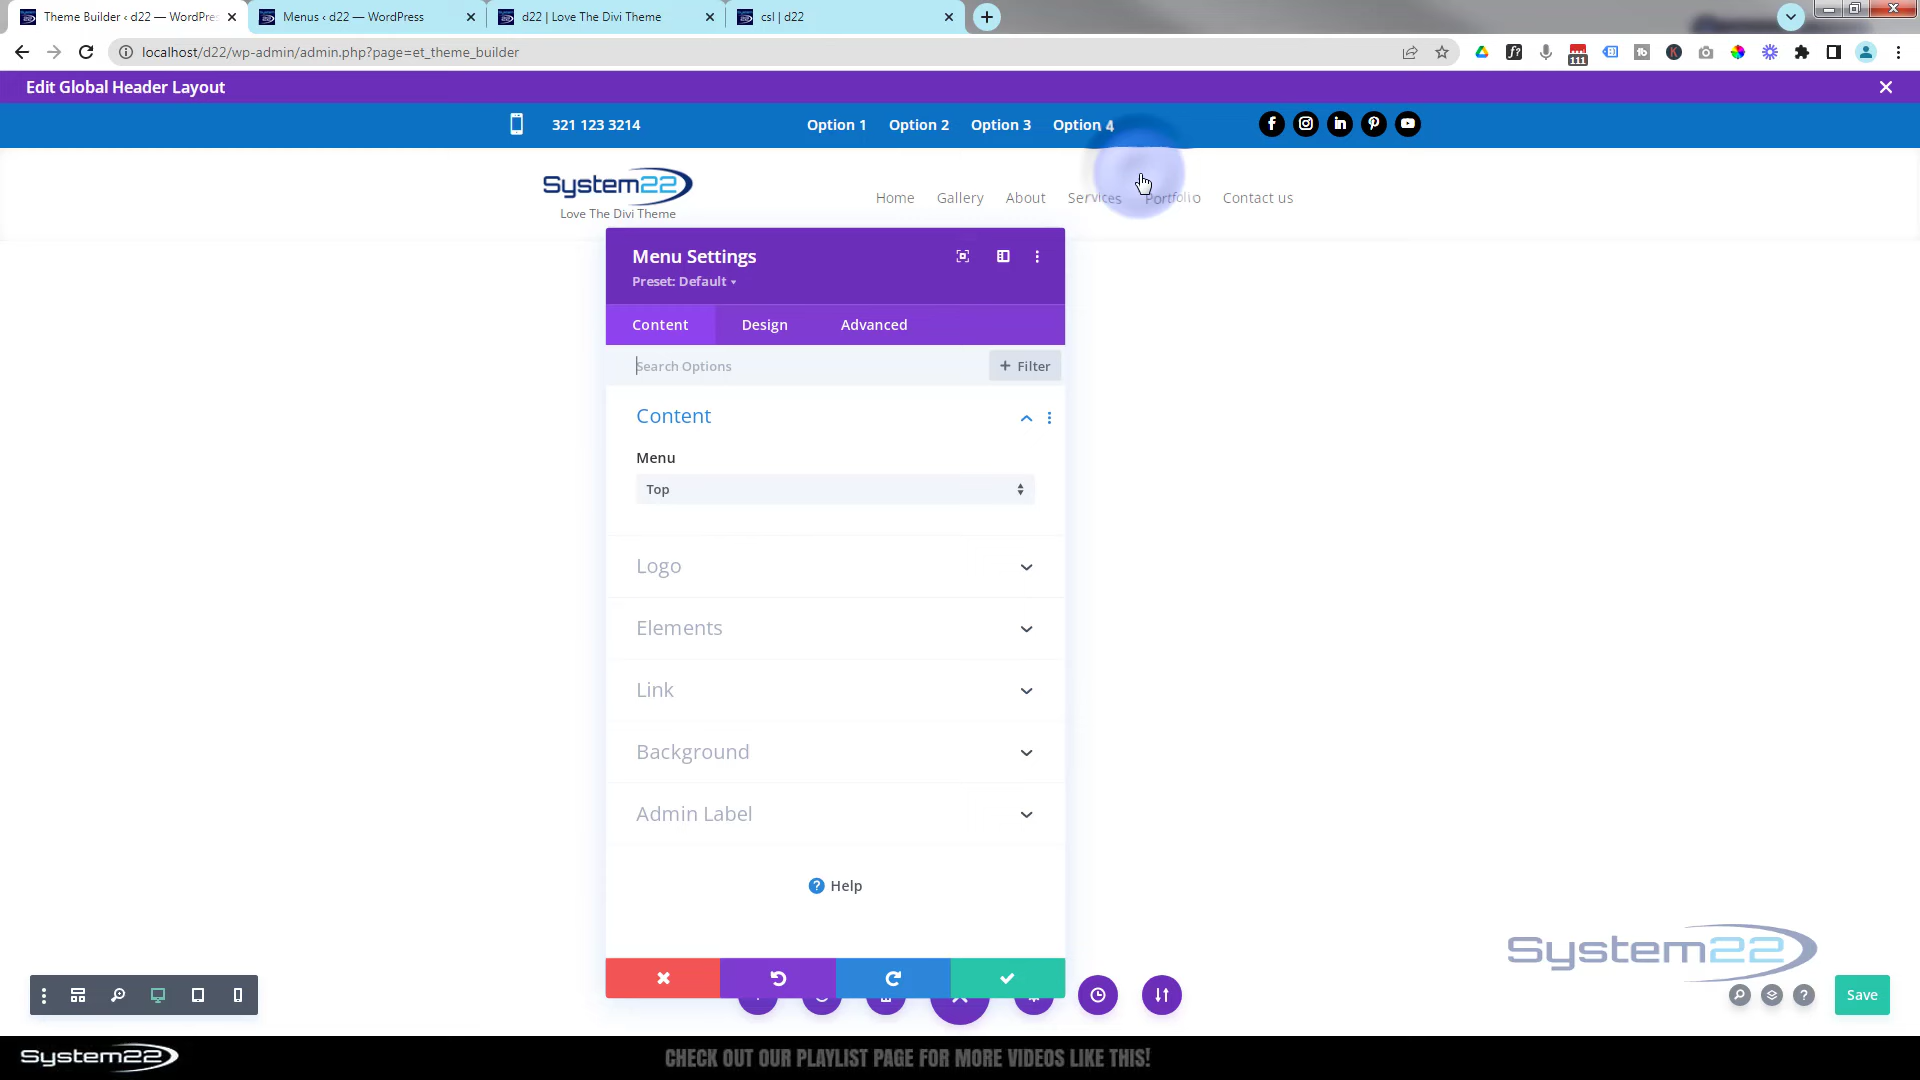 Theme Builder ‹ d22 — WordPres
Menus ‹ d22 — WordPress
d22 | Love The Divi Theme
csl | d22
localhost/d22/wp-admin/admin.php?page=et_theme_builder
111
Edit Global Header Layout
321 123 3214
Option 1
Option 2
Option 3
Option 4
System22
Love The Divi Theme
Home
Gallery
About
Services
Portfolio
Contact us
Menu Settings
Preset: Default
Content
Design
Advanced
Search Options
+ Filter
Content
Menu
Top
Logo
Elements
Link
Background
Admin Label
? Help
System22
?
Save
System22
CHECK OUT OUR PLAYLIST PAGE FOR MORE VIDEOS LIKE THIS!